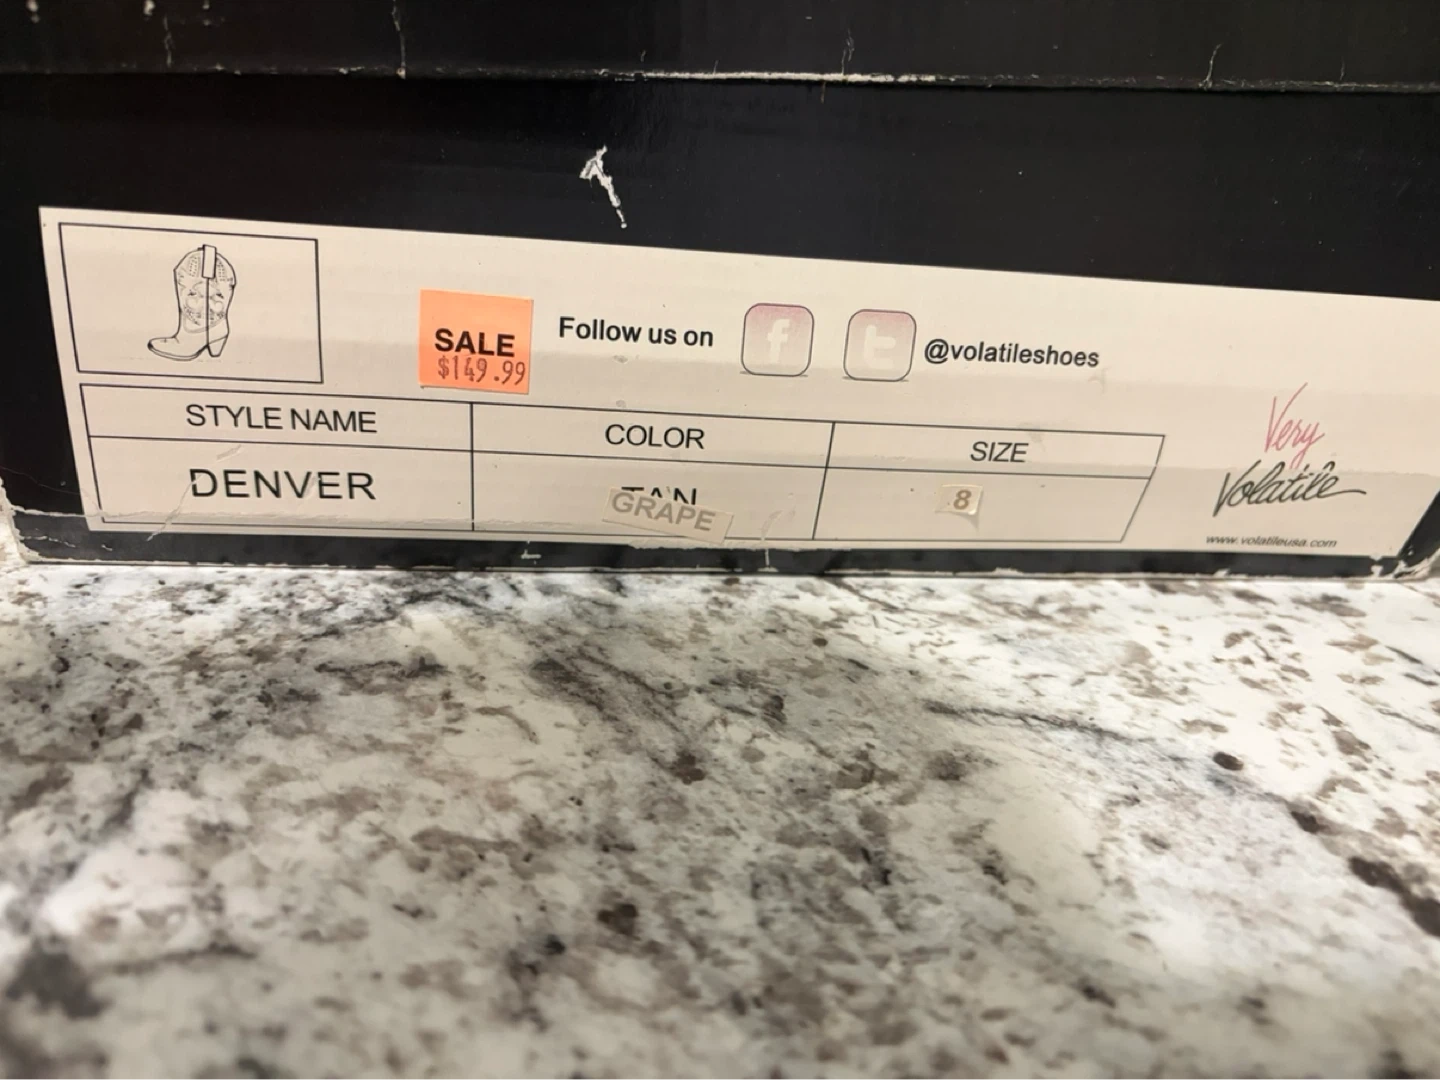 SALE
$149.99
Follow us on
f
t
@volatileshoes
STYLE NAME
COLOR
SIZE
DENVER
TAN
GRAPE
8
Very
Volatile
www.volatileusa.com